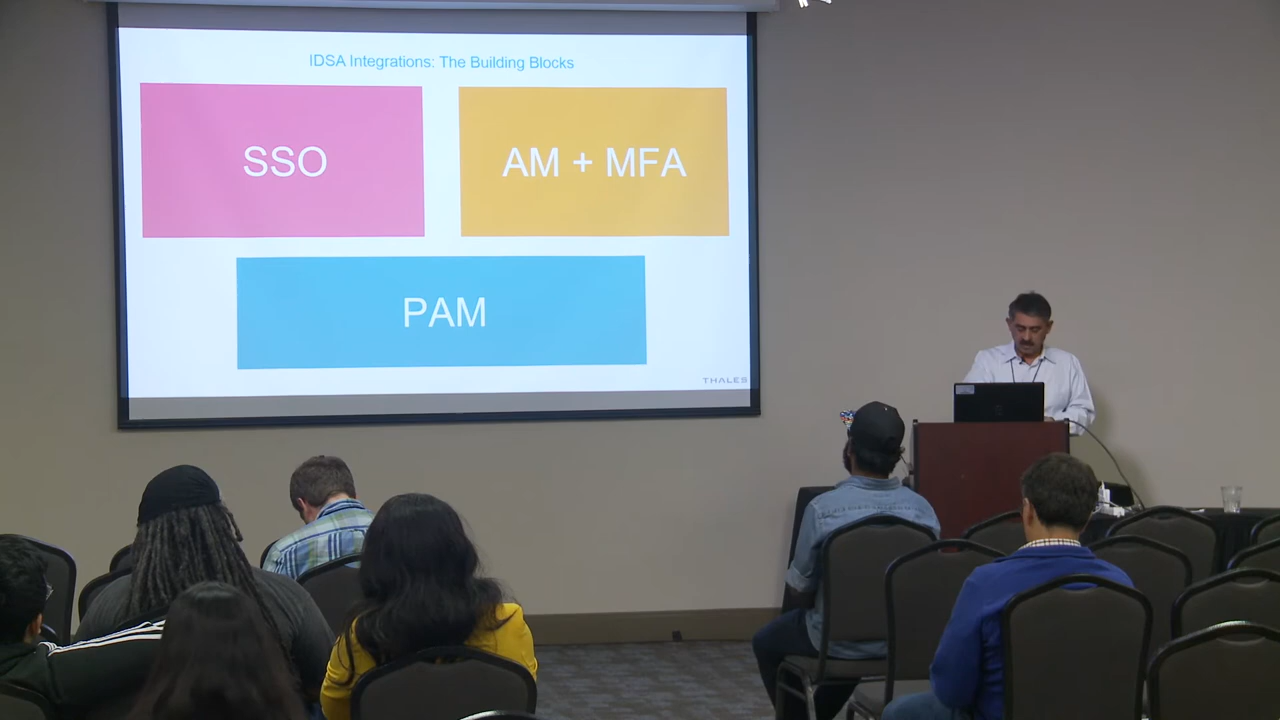 IDSA Integrations: The Building Blocks
SSO
AM + MFA
PAM
THALES